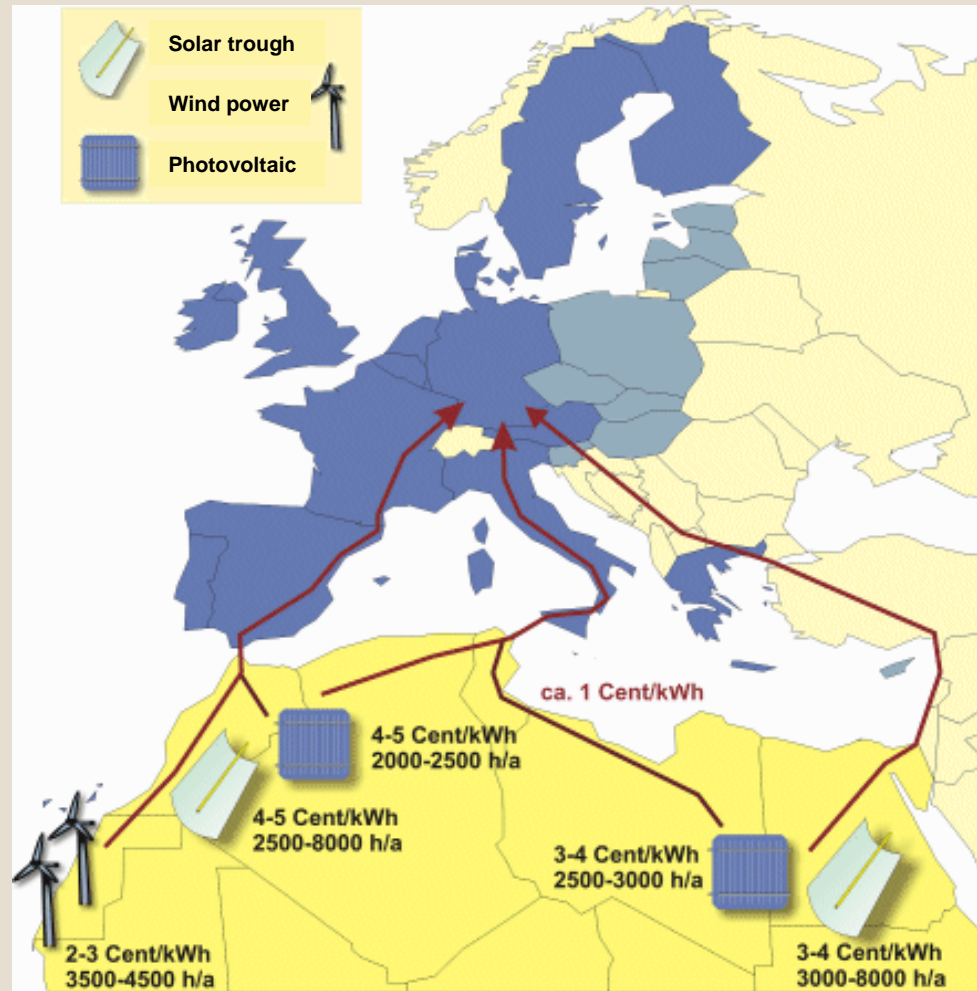 Solar trough
Wind power
Photovoltaic
ca. 1 Cent/kWh
4-5 Cent/kWh
2000-2500 h/a
4-5 Cent/kWh
2500-8000 h/a
3-4 Cent/kWh
2500-3000 h/a
2-3 Cent/kWh
3500-4500 h/a
3-4 Cent/kWh
3000-8000 h/a